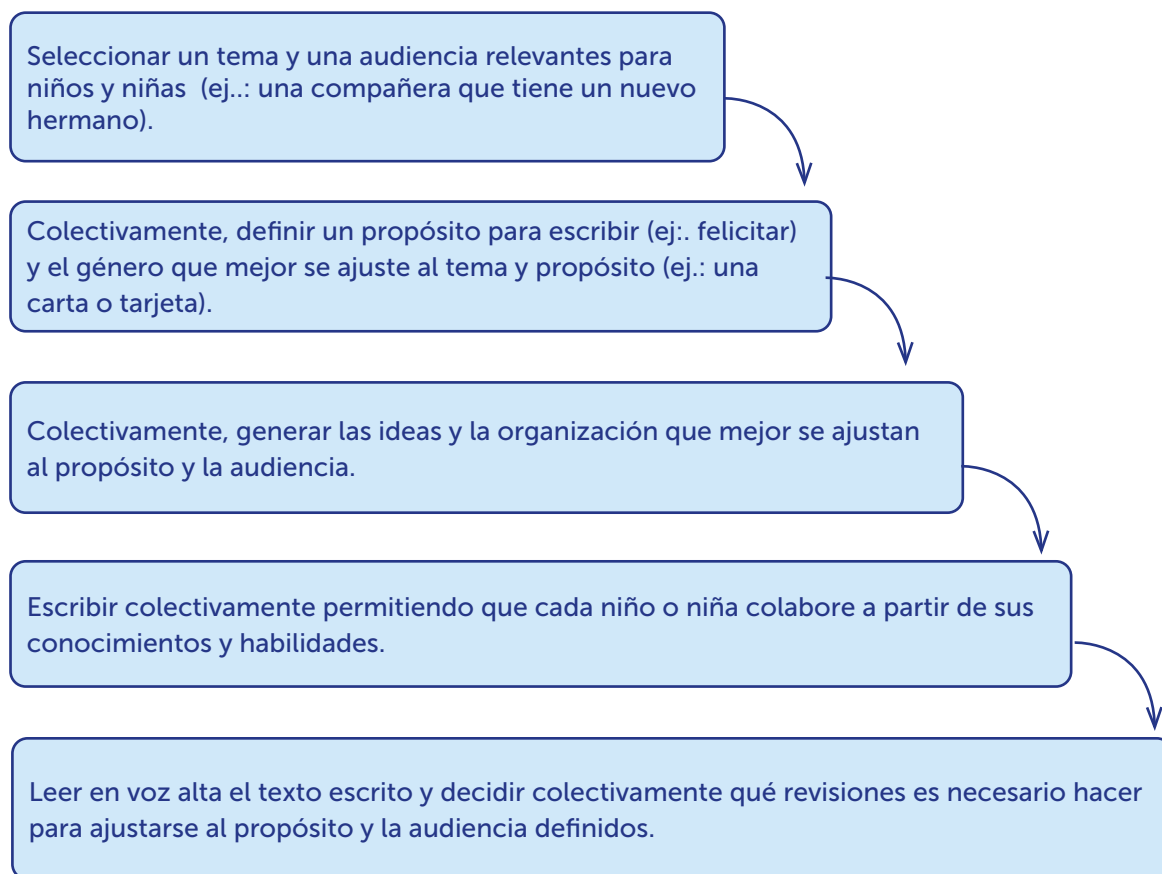 Seleccionar un tema y una audiencia relevantes para
niños y niñas  (ej..: una compañera que tiene un nuevo
hermano).
Colectivamente, definir un propósito para escribir (ej:. felicitar)
y el género que mejor se ajuste al tema y propósito (ej.: una
carta o tarjeta).
Colectivamente, generar las ideas y la organización que mejor se ajustan
al propósito y la audiencia.
Escribir colectivamente permitiendo que cada niño o niña colabore a partir de sus
conocimientos y habilidades.
Leer en voz alta el texto escrito y decidir colectivamente qué revisiones es necesario hacer
para ajustarse al propósito y la audiencia definidos.